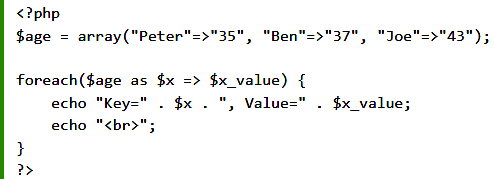 <?php
$age = array("Peter"=>"35", "Ben"=>"37", "Joe"=>"43");

foreach($age as $x => $x_value) {
    echo "Key=" . $x . ", Value=" . $x_value;
    echo "<br>";
}
?>